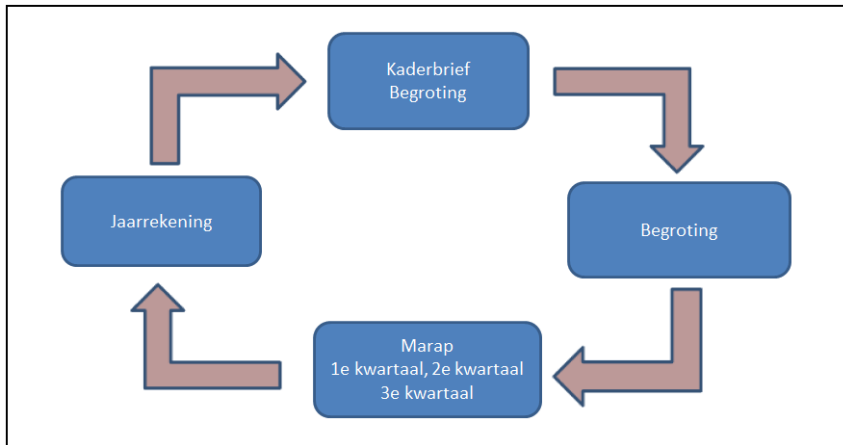 Kaderbrief
Begroting
Jaarrekening
Begroting
Marap
1e kwartaal, 2e kwartaal
3e kwartaal